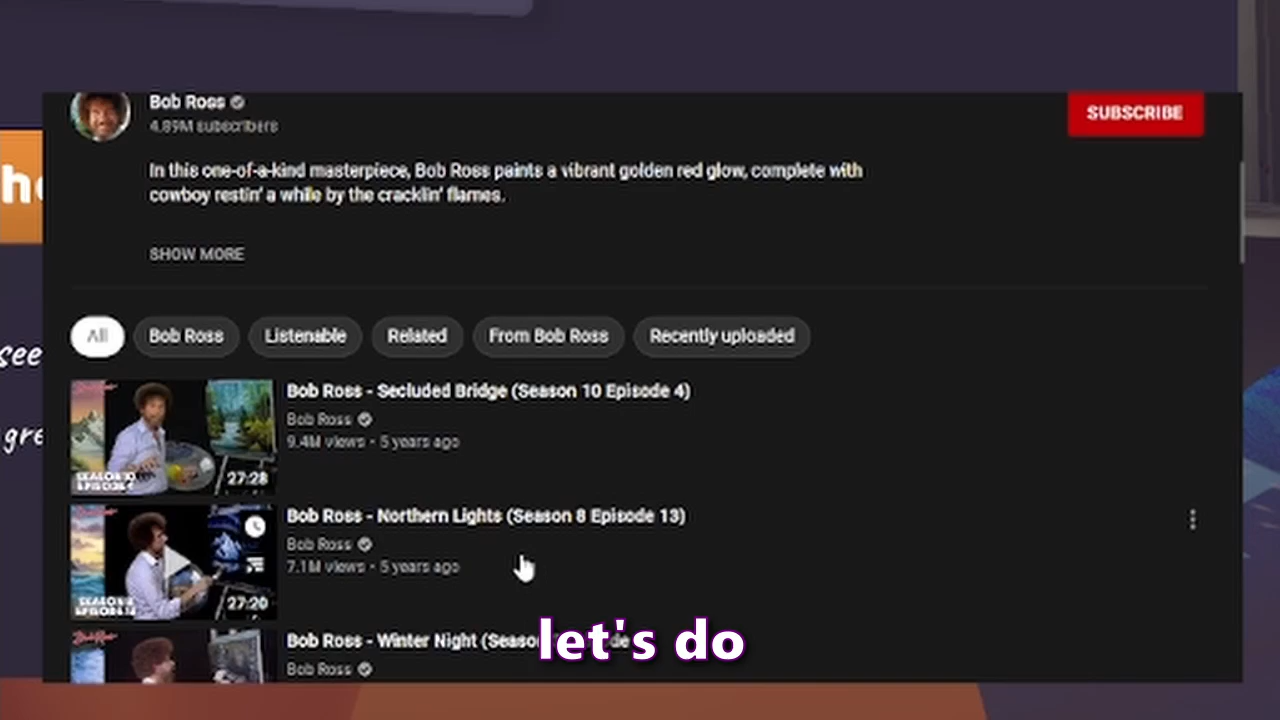 Bob Ross
4.89M subscribers
SUBSCRIBE
In this one-of-a-kind masterpiece, Bob Ross paints a vibrant golden red glow, complete with
cowboy restin' a while by the cracklin' flames.
SHOW MORE
All
Bob Ross
Listenable
Related
From Bob Ross
Recently uploaded
see
gre
Bob Ross - Secluded Bridge (Season 10 Episode 4)
Bob Ross
9.4M views • 5 years ago
27:28
Bob Ross - Northern Lights (Season 8 Episode 13)
Bob Ross
7.1M views • 5 years ago
27:20
Bob Ross - Winter Night (Seaso
Bob Ross
let's do